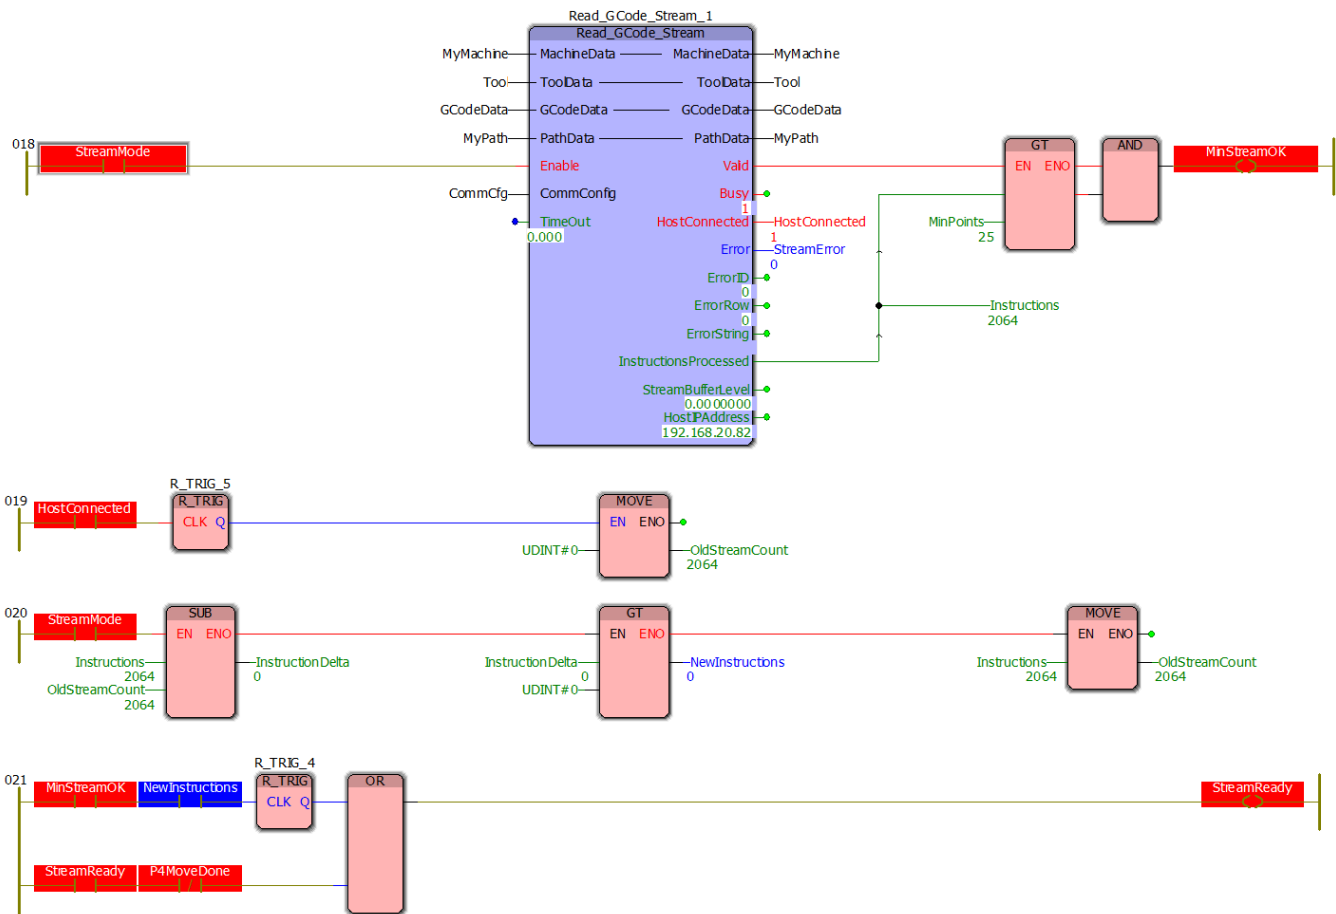 Read_GCode_Stream_1
Read_GCode_Stream
MyMachine MachineData MachineData MyMachine
Tool ToolData ToolData Tool
GCodeData GCodeData GCodeData GCodeData
MyPath PathData PathData MyPath
018 StreamMode Enable Valid GT EN ENO AND MinStreamOK
CommCfg CommConfig Busy
1
TimeOut HostConnected HostConnected MinPoints
0.000 1 25
Error StreamError
0
ErrorID
0
ErrorRow Instructions
0 2064
ErrorString
InstructionsProcessed
StreamBufferLevel
0.0000000
HostIPAddress
192.168.20.82
R_TRIG_5
019 HostConnected R_TRIG MOVE
CLK Q EN ENO
UDINT#0 OldStreamCount
2064
020 StreamMode SUB GT MOVE
EN ENO EN ENO EN ENO
Instructions InstructionDelta InstructionDelta NewInstructions Instructions OldStreamCount
2064 0 0 0 2064 2064
OldStreamCount UDINT#0
2064
R_TRIG_4
021 MinStreamOK NewInstructions R_TRIG OR StreamReady
CLK Q
StreamReady P4MoveDone